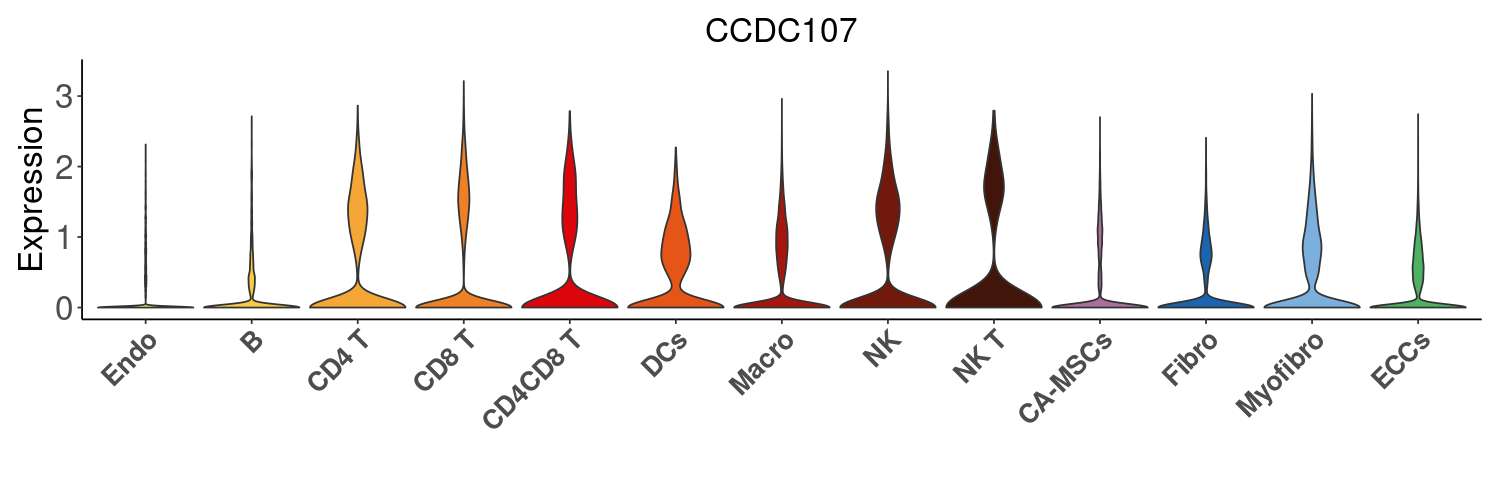 CCDC107
Expression
3
2
1
0
Endo
B
CD4 T
CD8 T
CD4CD8 T
DCs
Macro
NK
NK T
CA-MSCs
Fibro
Myofibro
ECCs